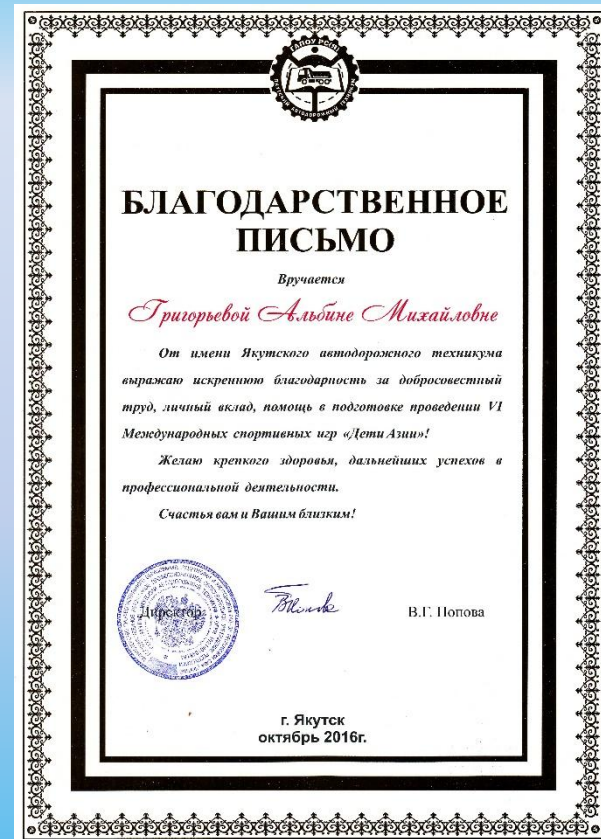 ГАПОУ РС(Я)
БЛАГОДАРСТВЕННОЕ
ПИСЬМО
Вручается
Григорьевой Альбине Михайловне
От имени Якутского автодорожного техникума
выражаю искреннюю благодарность за добросовестный
труд, личный вклад, помощь в подготовке проведении VI
Международных спортивных игр «Дети Азии»!
Желаю крепкого здоровья, дальнейших успехов в
профессиональной деятельности.
Счастья вам и Вашим близким!
Директор
В.Г. Попова
г. Якутск
октябрь 2016г.